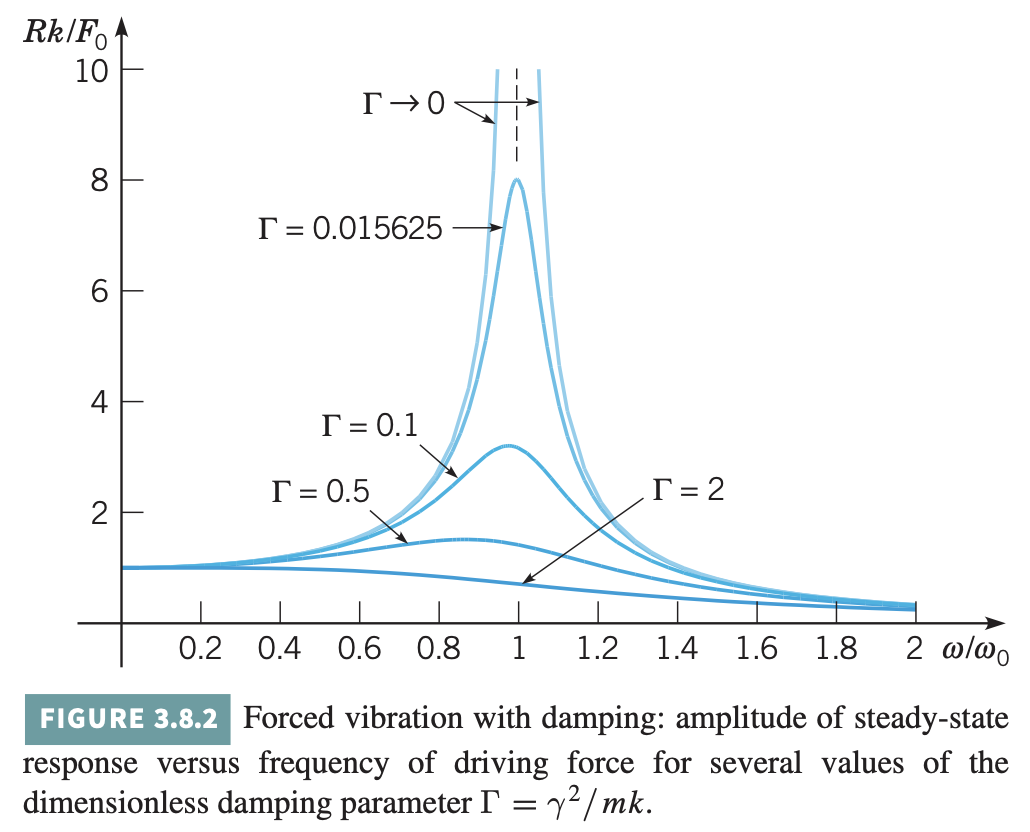 Rk/F₀
10
Γ → 0
8
Γ = 0.015625
6
4
Γ = 0.1
Γ = 0.5
Γ = 2
2
0.2 0.4 0.6 0.8 1 1.2 1.4 1.6 1.8 2 ω/ω₀
FIGURE 3.8.2 Forced vibration with damping: amplitude of steady-state
response versus frequency of driving force for several values of the
dimensionless damping parameter Γ = γ²/mk.